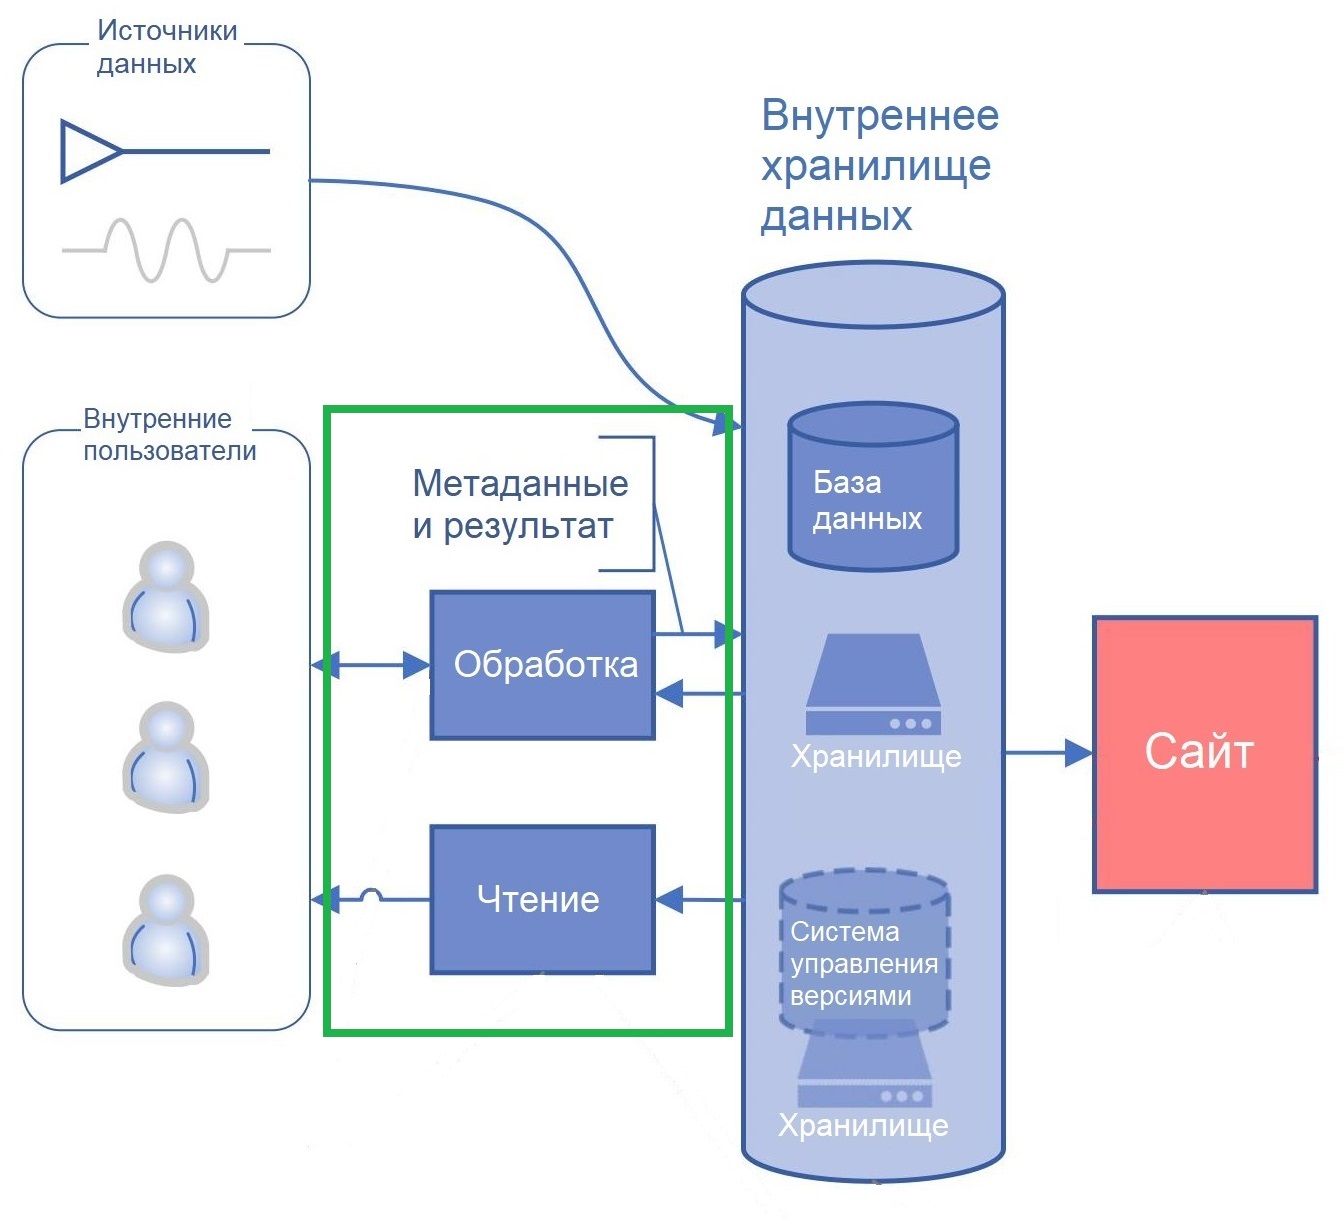 Источники
данных
Внутреннее
хранилище
данных
Внутренние
пользователи
Метаданные
и результат
База
данных
Обработка
Хранилище
Сайт
Чтение
Система
управления
версиями
Хранилище